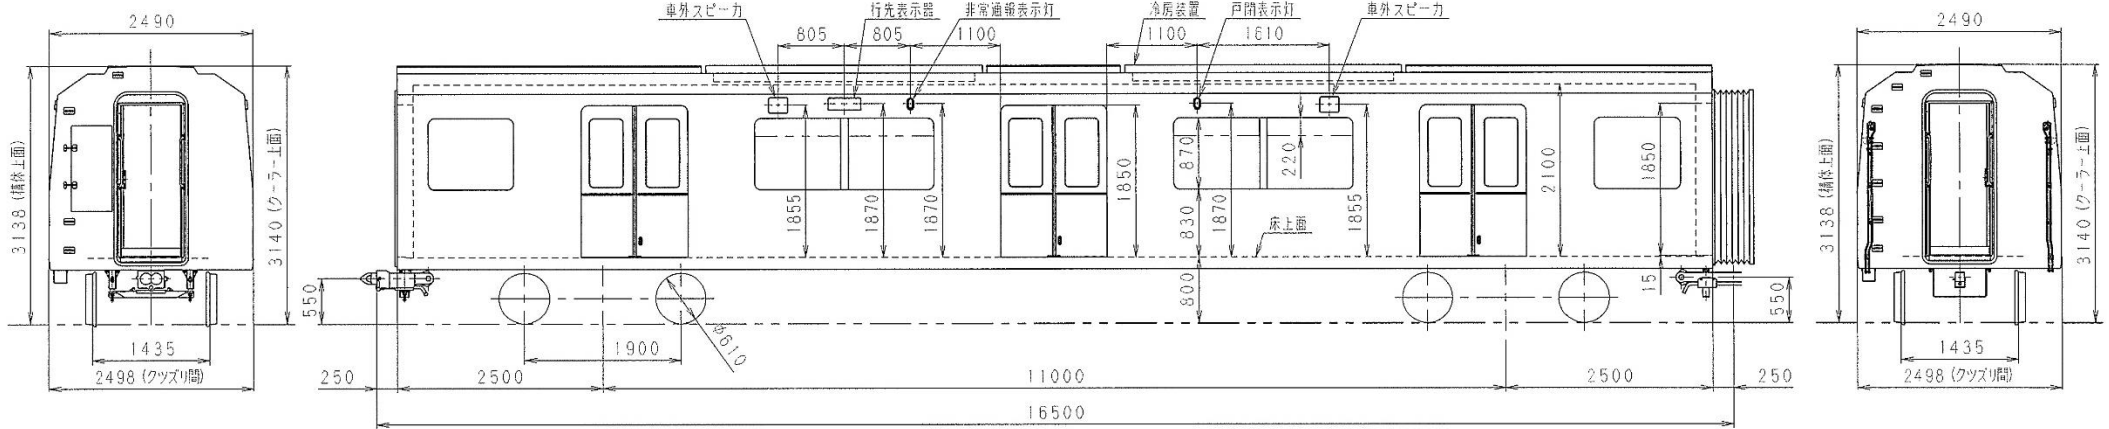 2490
3138 (構体上面)
3140 (クーラー上面)
1435
2498 (クツズリ間)
車外スピーカ
行先表示器
非常通報表示灯
冷房装置
戸閉表示灯
車外スピーカ
805
805
1100
1100
1610
1855
1870
1870
1850
870
220
830
1870
1855
2100
1850
床上面
800
15
550
550
1900
φ610
250
2500
11000
2500
250
16500
2490
3138 (構体上面)
3140 (クーラー上面)
1435
2498 (クツズリ間)